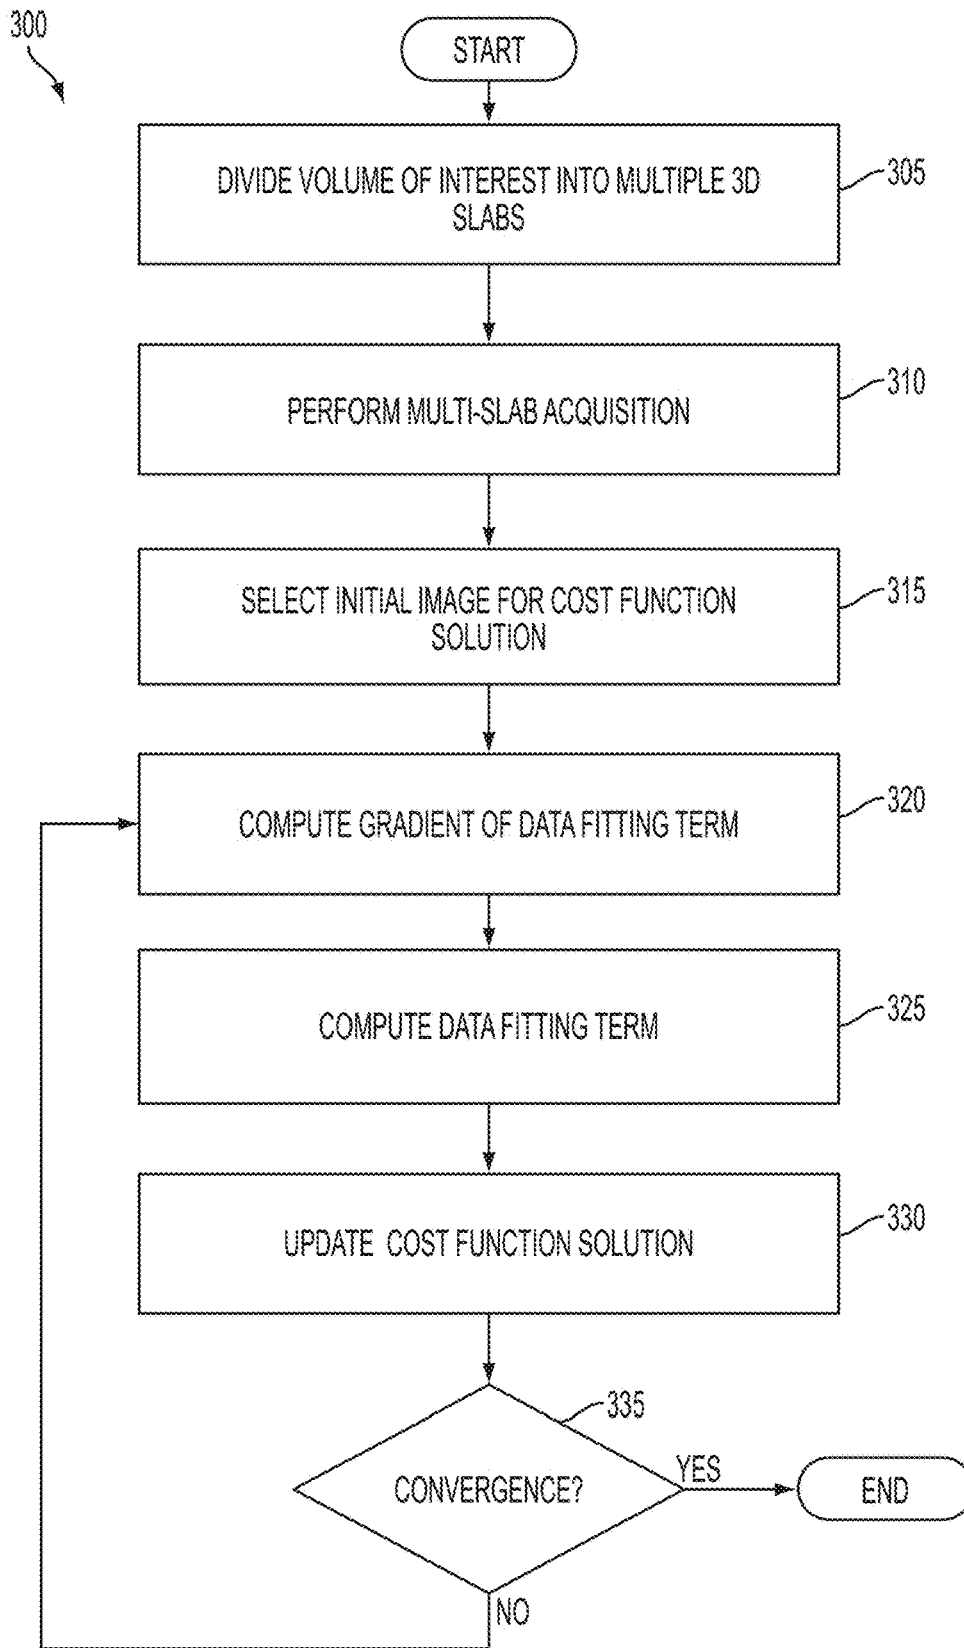 300
START
DIVIDE VOLUME OF INTEREST INTO MULTIPLE 3D
SLABS
305
PERFORM MULTI-SLAB ACQUISITION
310
SELECT INITIAL IMAGE FOR COST FUNCTION
SOLUTION
315
COMPUTE GRADIENT OF DATA FITTING TERM
320
COMPUTE DATA FITTING TERM
325
UPDATE COST FUNCTION SOLUTION
330
335
CONVERGENCE?
YES
END
NO